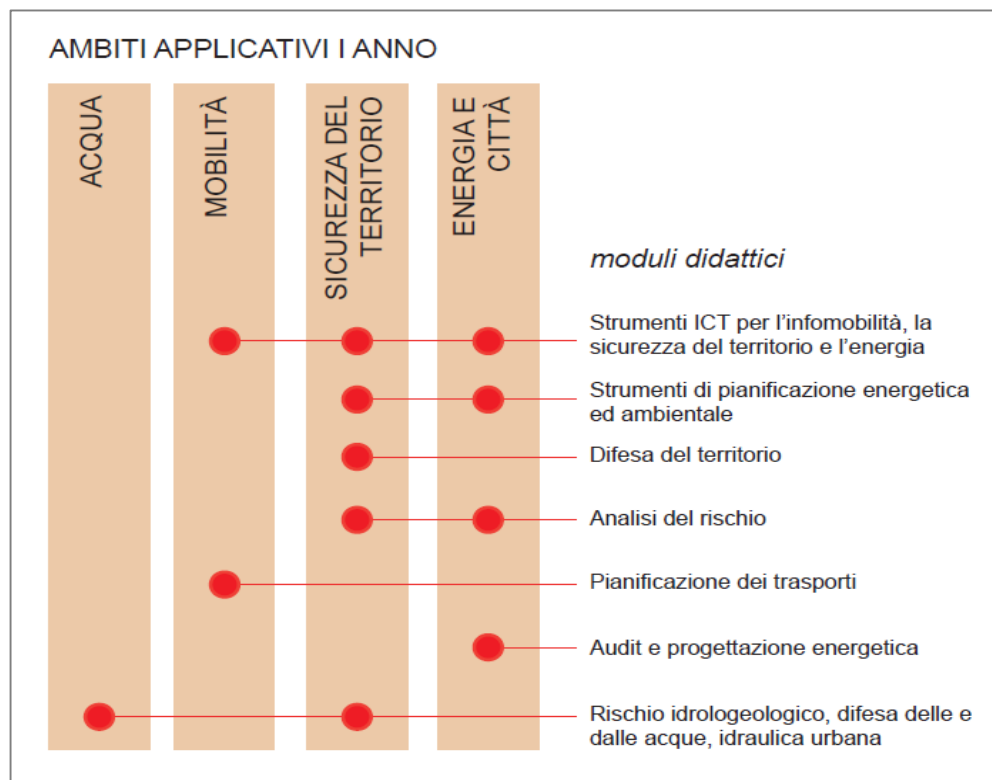 AMBITI APPLICATIVI I ANNO
ACQUA
MOBILITÀ
SICUREZZA DEL
TERRITORIO
ENERGIA E
CITTÀ
moduli didattici
Strumenti ICT per l’infomobilità, la
sicurezza del territorio e l’energia
Strumenti di pianificazione energetica
ed ambientale
Difesa del territorio
Analisi del rischio
Pianificazione dei trasporti
Audit e progettazione energetica
Rischio idrologeologico, difesa delle e
dalle acque, idraulica urbana